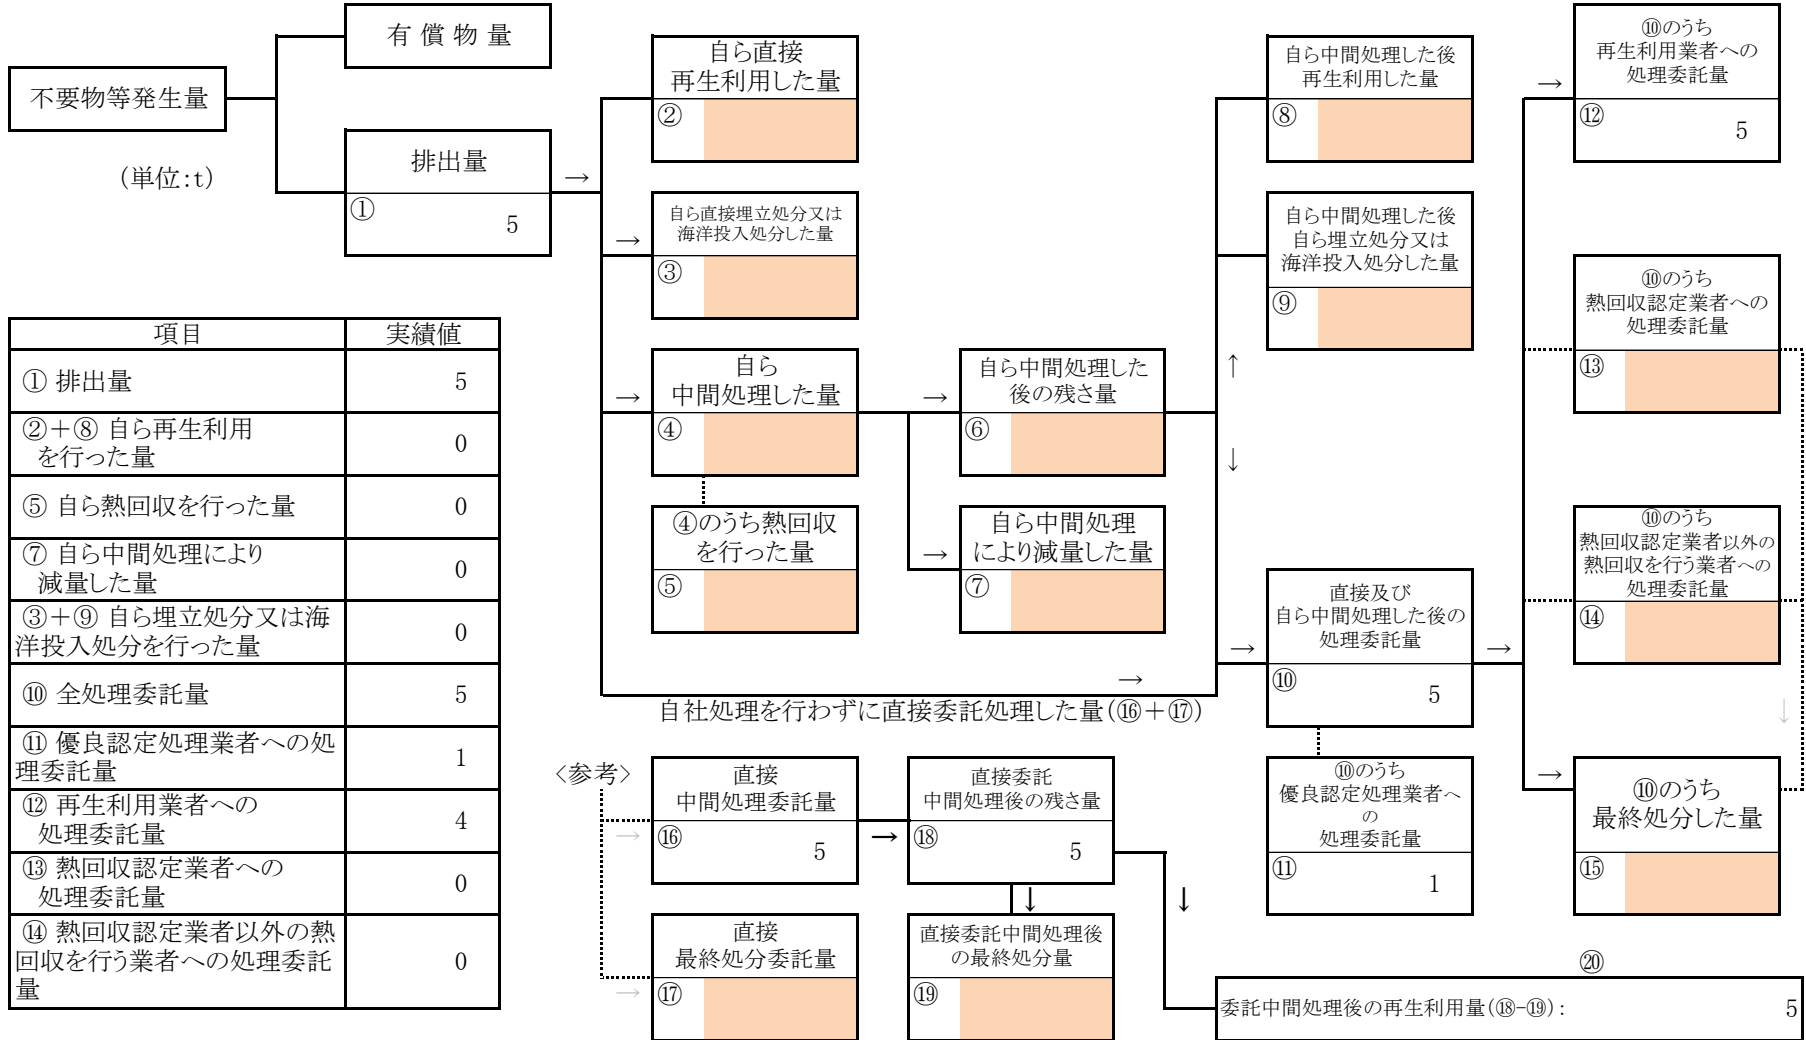 不要物等発生量
(単位:t)
有 償 物 量
排出量
①
5
→
自ら直接
再生利用した量
②
→
自ら直接埋立処分又は
海洋投入処分した量
③
→
自ら
中間処理した量
④
④のうち熱回収
を行った量
⑤
→
自ら中間処理した
後の残さ量
⑥
→
自ら中間処理
により減量した量
⑦
自ら中間処理した後
再生利用した量
⑧
自ら中間処理した後
自ら埋立処分又は
海洋投入処分した量
⑨
↑
↓
→
自社処理を行わずに直接委託処理した量(⑯+⑰)
→
直接及び
自ら中間処理した後の
処理委託量
⑩
5
⑩のうち
優良認定処理業者へ
の
処理委託量
⑪
1
→
→
⑩のうち
再生利用業者への
処理委託量
⑫
5
⑩のうち
熱回収認定業者への
処理委託量
⑬
⑩のうち
熱回収認定業者以外の
熱回収を行う業者への
処理委託量
⑭
↓
→
⑩のうち
最終処分した量
⑮
項目 実績値
① 排出量 5
②+⑧ 自ら再生利用
を行った量 0
⑤ 自ら熱回収を行った量 0
⑦ 自ら中間処理により
減量した量 0
③+⑨ 自ら埋立処分又は海
洋投入処分を行った量 0
⑩ 全処理委託量 5
⑪ 優良認定処理業者への処
理委託量 1
⑫ 再生利用業者への
処理委託量 4
⑬ 熱回収認定業者への
処理委託量 0
⑭ 熱回収認定業者以外の熱
回収を行う業者への処理委託
量 0
<参考>
→
直接
中間処理委託量
⑯
5
→
直接委託
中間処理後の残さ量
⑱
5
→
直接
最終処分委託量
⑰
↓
直接委託中間処理後
の最終処分量
⑲
↓
⑳
委託中間処理後の再生利用量(⑱-⑲): 5